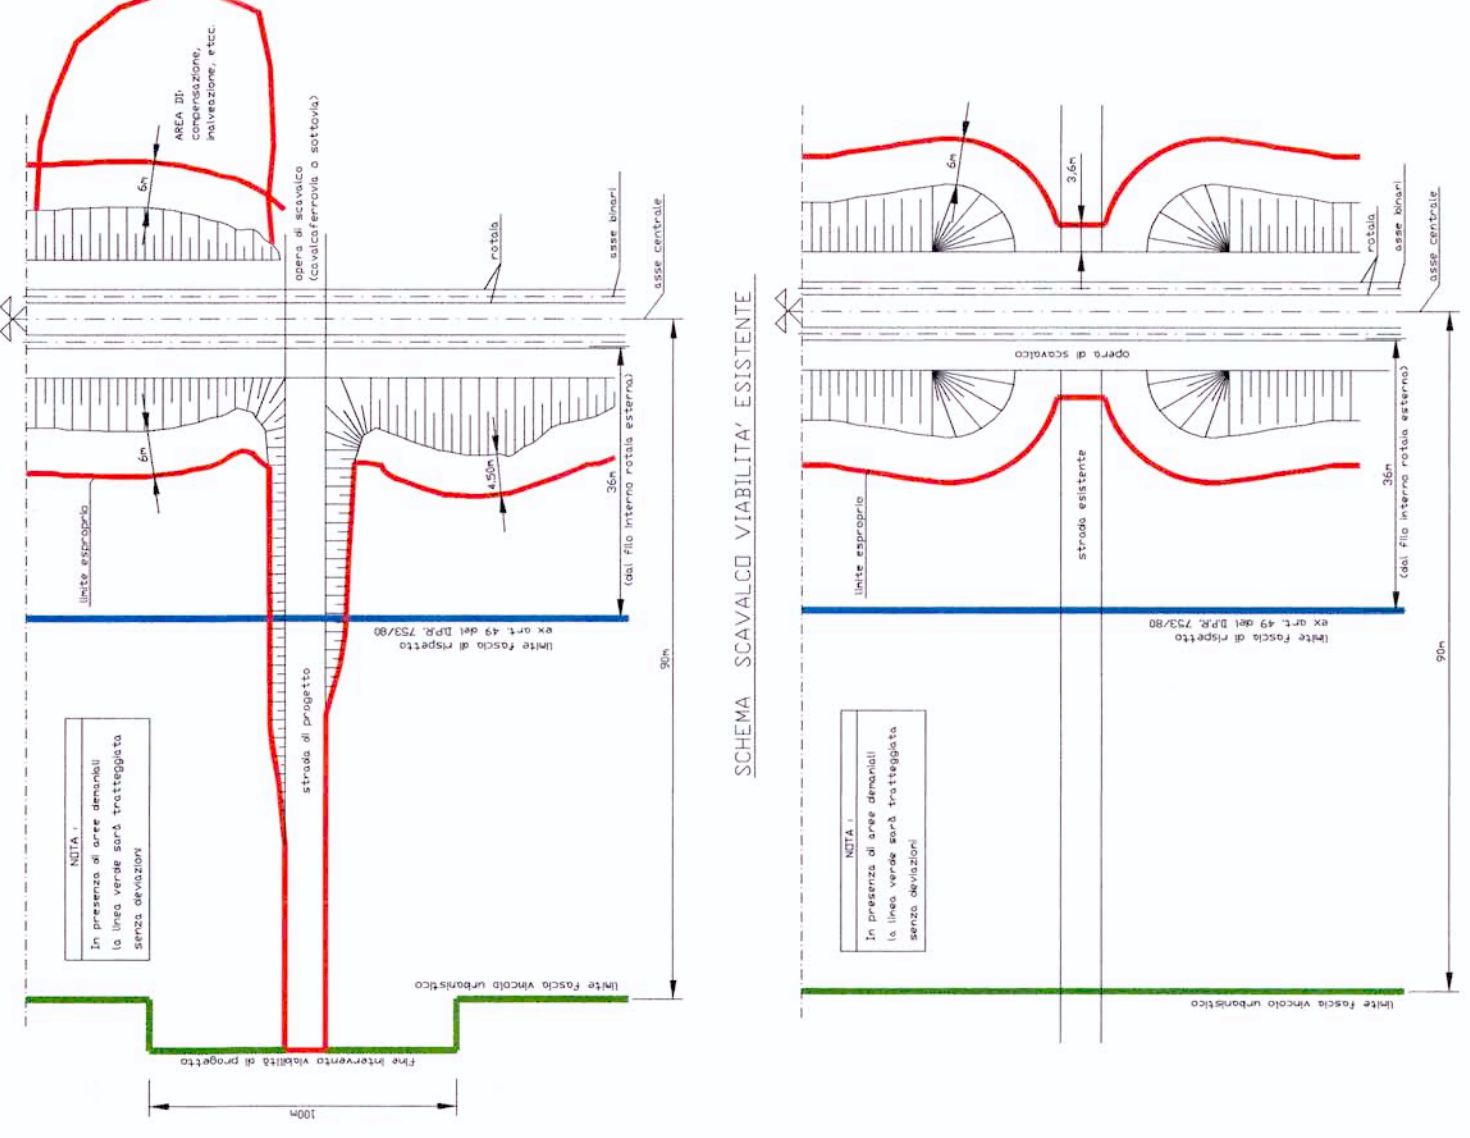 AREA DI:
compensazione,
inalveazione, etcc.
6m
opera di scavalco
(cavalcaferrovia o sottovia)
rotaia
asse binari
asse centrale
6m
limite esproprio
4.50m
36m
(dal filo interno rotaia esterna)
limite fascia di rispetto
ex art. 49 del D.P.R. 753/80
90m
strada di progetto
NOTA :
In presenza di aree demaniali
la linea verde sarà tratteggiata
senza deviazioni
limite fascia vincolo urbanistico
fine intervento viabilità di progetto
100m
SCHEMA SCAVALCO VIABILITA' ESISTENTE
6m
3,6m
rotaia
asse binari
asse centrale
opera di scavalco
limite esproprio
strada esistente
36m
(dal filo interno rotaia esterna)
limite fascia di rispetto
ex art. 49 del D.P.R. 753/80
90m
NOTA :
In presenza di aree demaniali
la linea verde sarà tratteggiata
senza deviazioni
limite fascia vincolo urbanistico